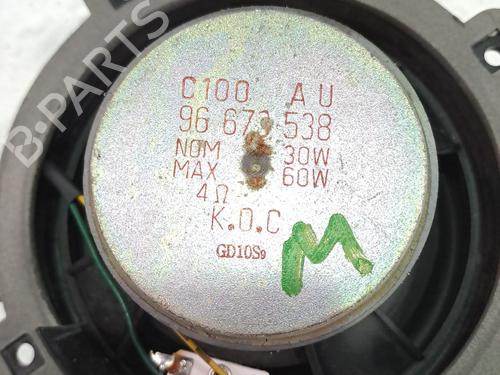 B-PARTS
C100 AU
96 673 538
NOM 30W
MAX 60W
4Ω
K.O.C
GD10S9
M